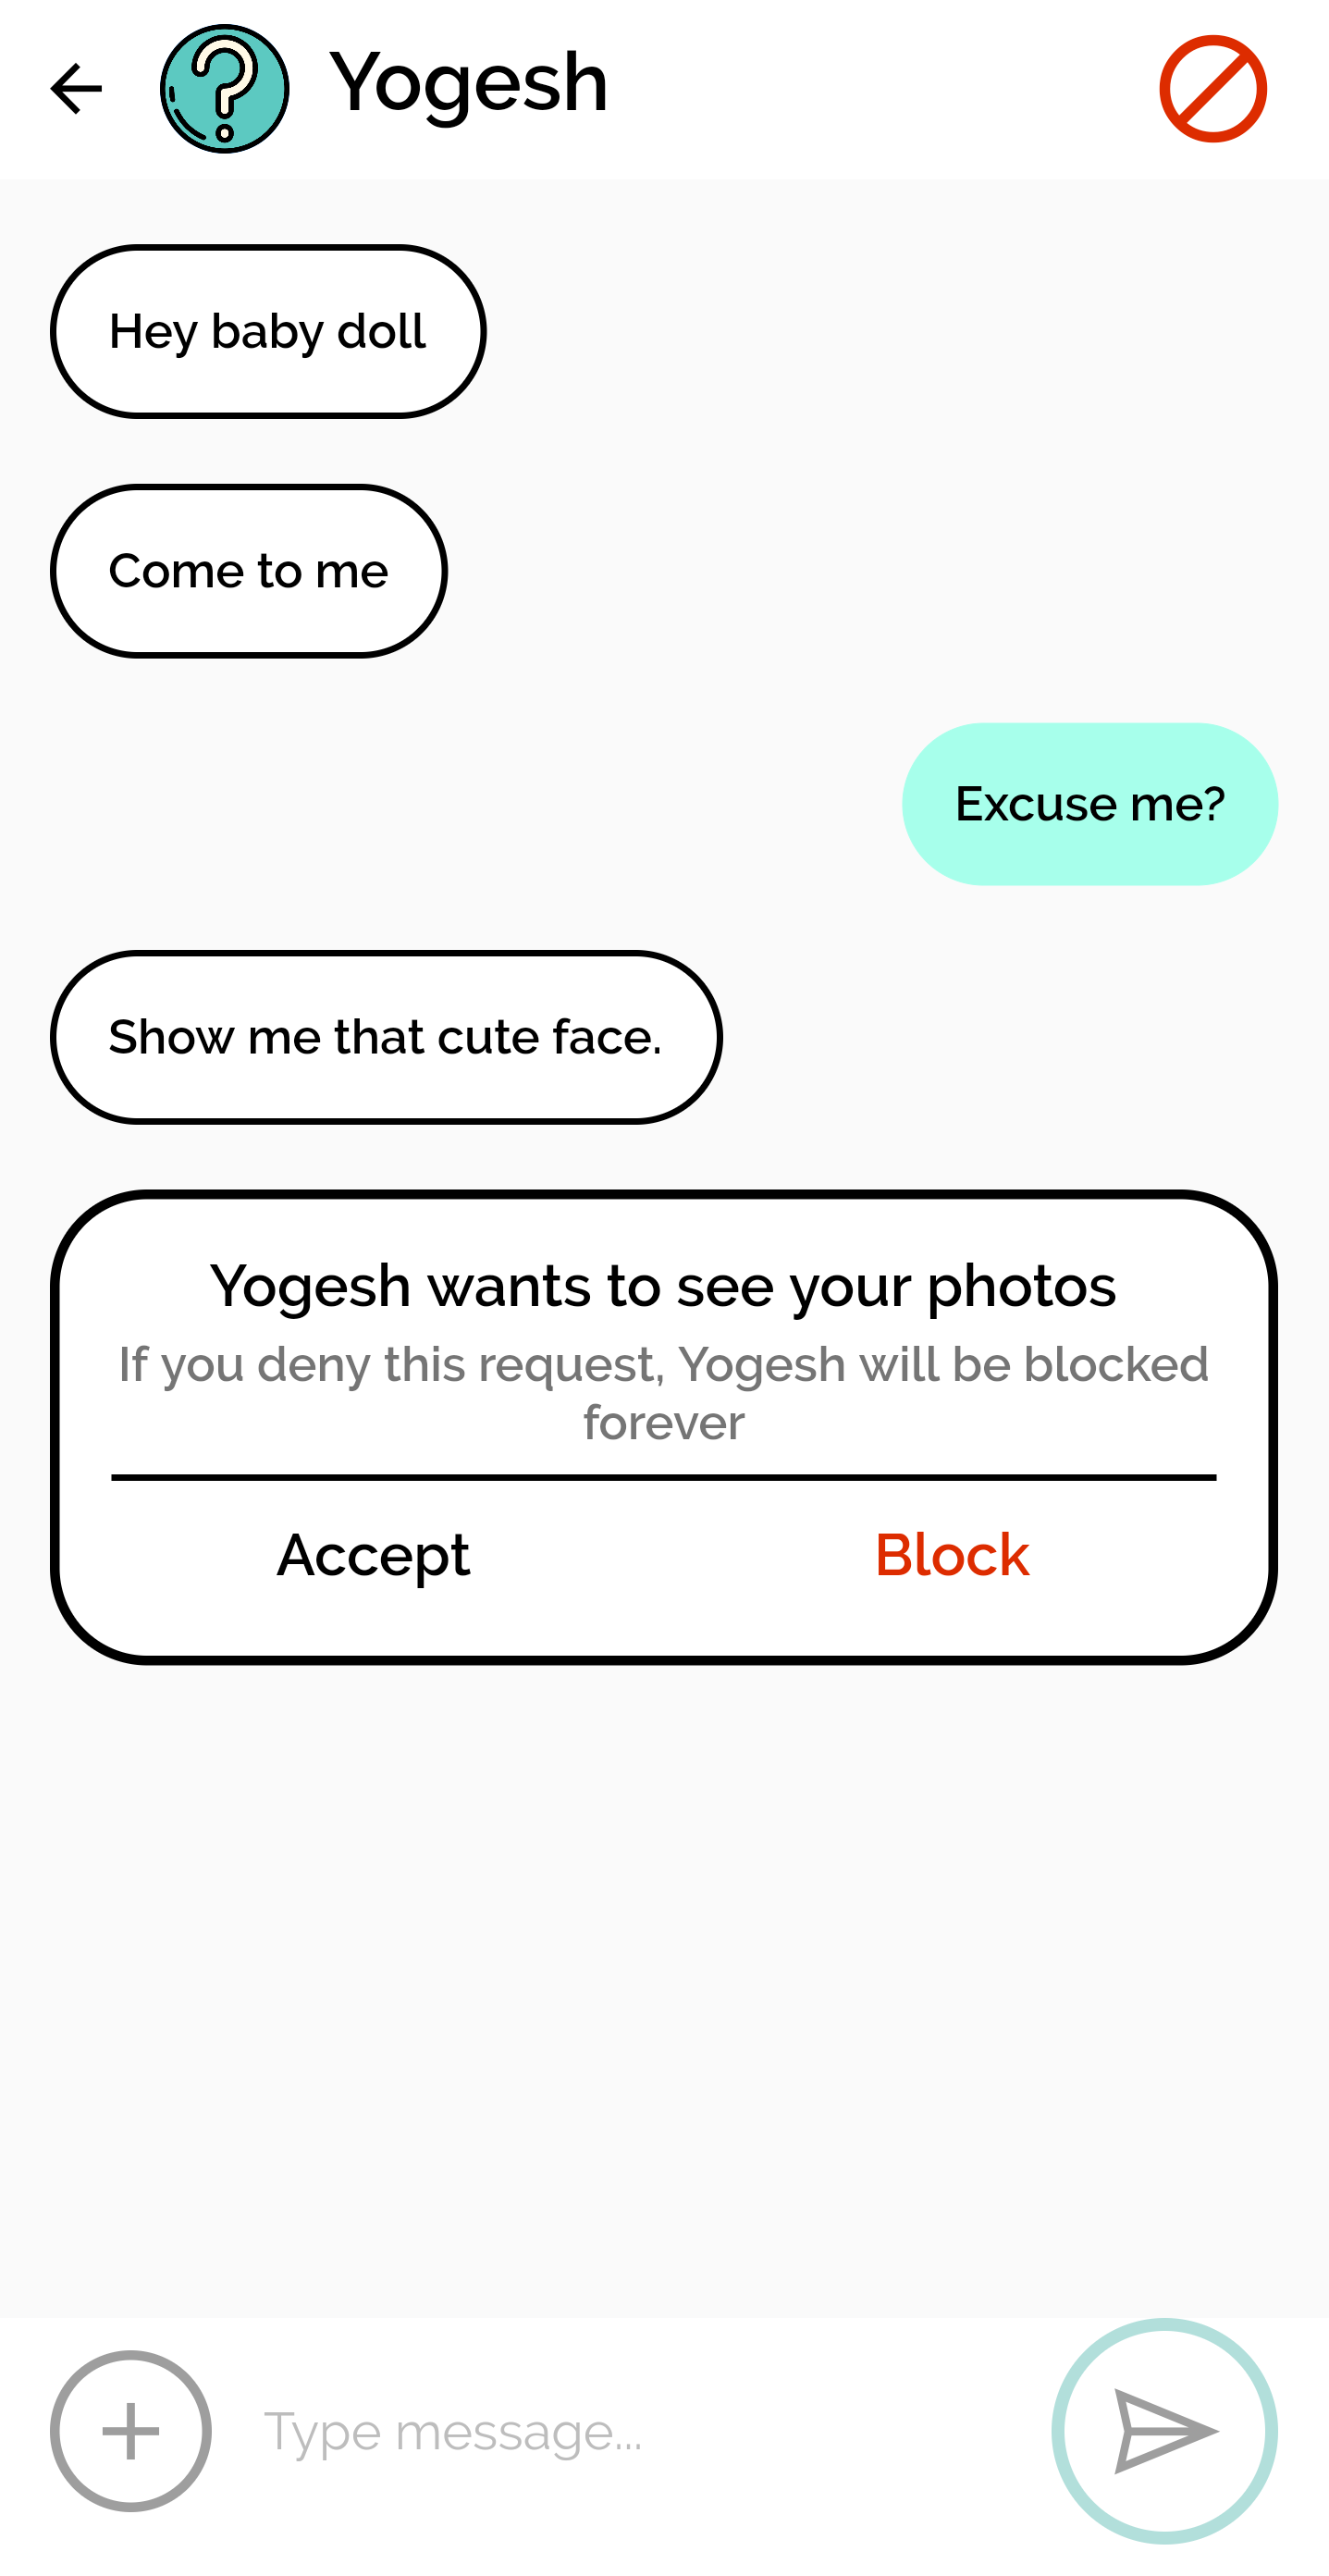 Yogesh
Hey baby doll
Come to me
Excuse me?
Show me that cute face.
Yogesh wants to see your photos
If you deny this request, Yogesh will be blocked
forever
Accept Block
Type message...